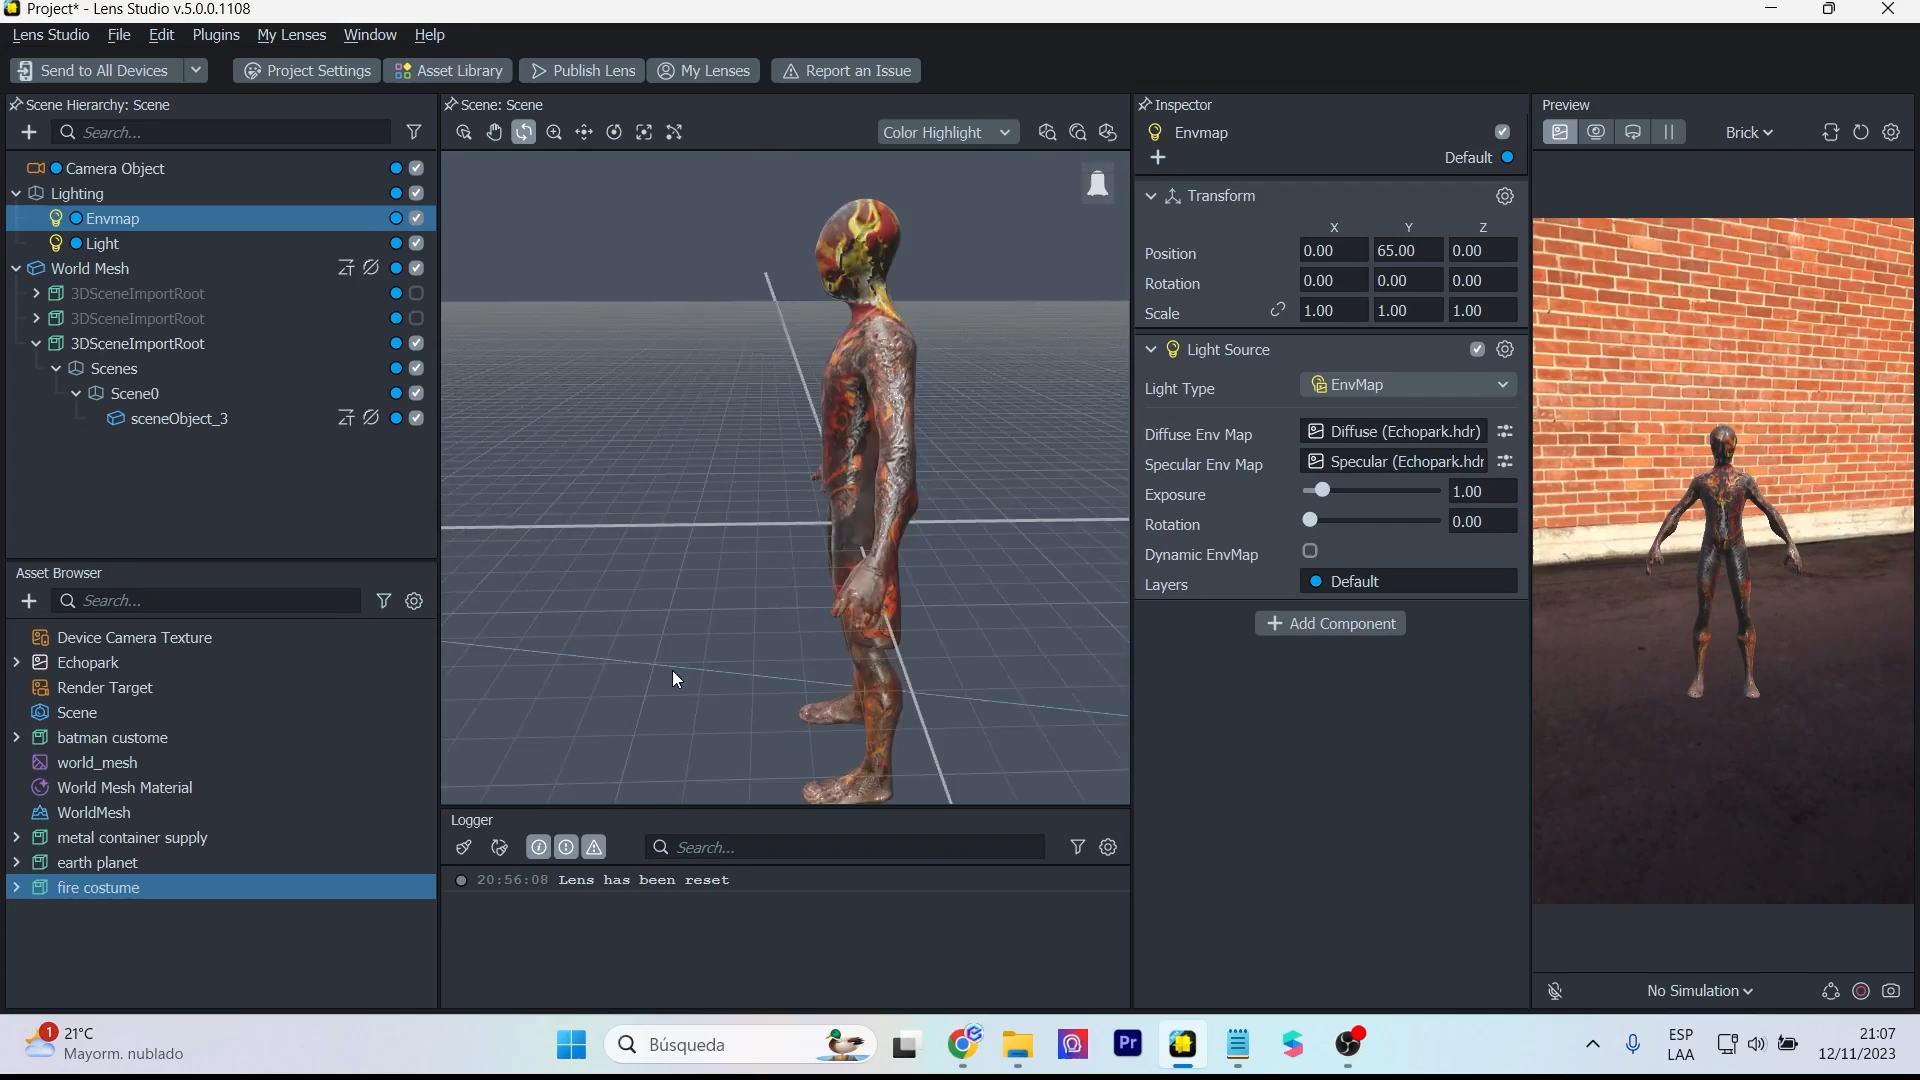 Project* - Lens Studio v.5.0.0.1108
Lens Studio File Edit Plugins My Lenses Window Help
Send to All Devices Project Settings Asset Library Publish Lens My Lenses Report an Issue
Scene Hierarchy: Scene
Search...
Camera Object
Lighting
Envmap
Light
World Mesh
3DSceneImportRoot
3DSceneImportRoot
3DSceneImportRoot
Scenes
Scene0
sceneObject_3
Asset Browser
Search...
Device Camera Texture
Echopark
Render Target
Scene
batman custome
world_mesh
World Mesh Material
WorldMesh
metal container supply
earth planet
fire costume
Scene: Scene
Color Highlight
Logger
Search...
20:56:08 Lens has been reset
Inspector
Envmap
Default
Transform
X Y Z
Position 0.00 65.00 0.00
Rotation 0.00 0.00 0.00
Scale 1.00 1.00 1.00
Light Source
Light Type EnvMap
Diffuse Env Map Diffuse (Echopark.hdr)
Specular Env Map Specular (Echopark.hdr
Exposure 1.00
Rotation 0.00
Dynamic EnvMap
Layers Default
Add Component
Preview
Brick
No Simulation
1
21°C
Mayorm. nublado
Búsqueda
Pr
ESP
LAA
21:07
12/11/2023